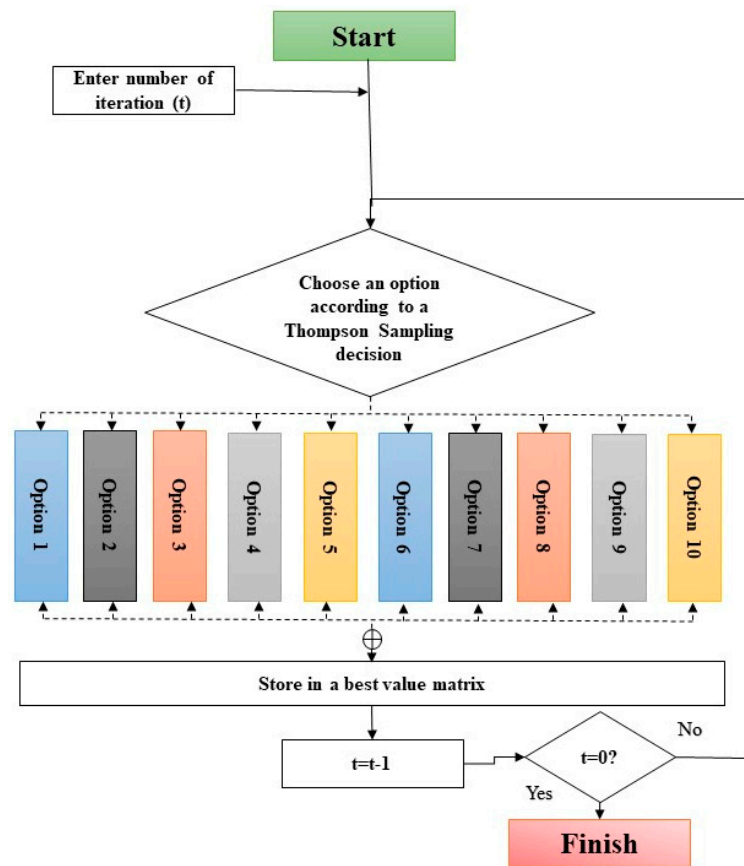 Start
Enter number of
iteration (t)
Choose an option
according to a
Thompson Sampling
decision
Option 1
Option 2
Option 3
Option 4
Option 5
Option 6
Option 7
Option 8
Option 9
Option 10
Store in a best value matrix
t=t-1
t=0?
No
Yes
Finish